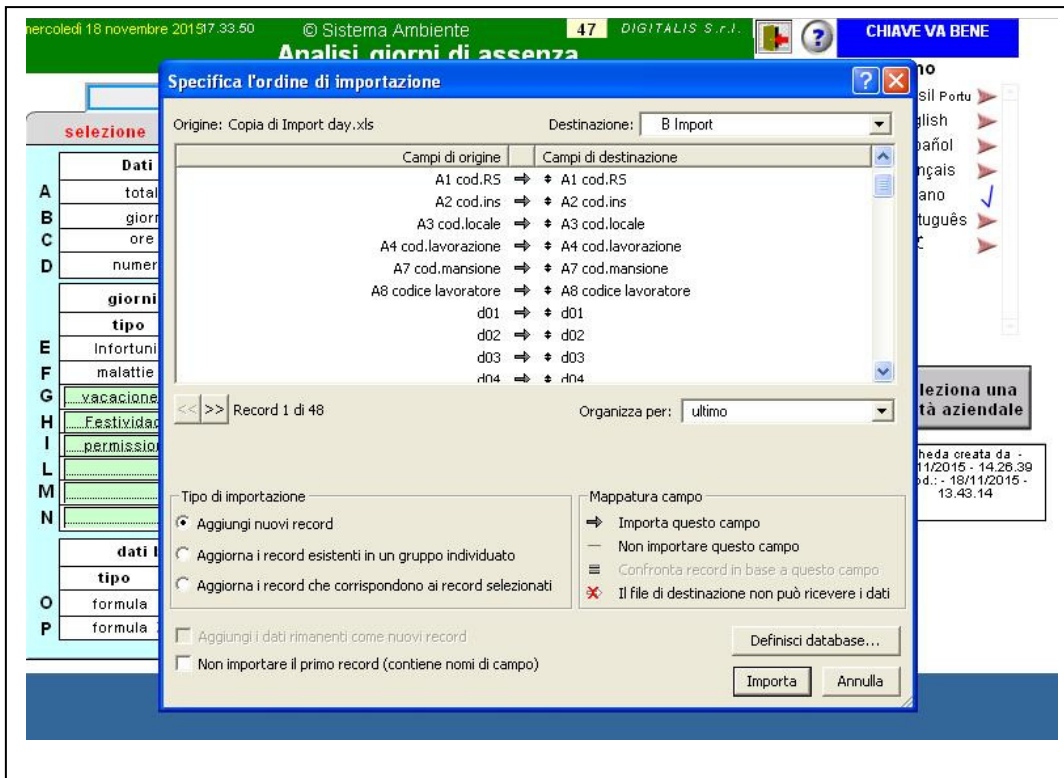 mercoledì 18 novembre 2015 17.33.50
© Sistema Ambiente
47
DIGITALIS S.r.l.
CHIAVE VA BENE
Analisi giorni di assenza
Specifica l'ordine di importazione
Origine: Copia di Import day.xls
Destinazione: B Import
Campi di origine Campi di destinazione
A1 cod.RS A1 cod.RS
A2 cod.ins A2 cod.ins
A3 cod.locale A3 cod.locale
A4 cod.lavorazione A4 cod.lavorazione
A7 cod.mansione A7 cod.mansione
A8 codice lavoratore A8 codice lavoratore
d01 d01
d02 d02
d03 d03
d04 d04
<< >> Record 1 di 48
Organizza per: ultimo
Tipo di importazione
Aggiungi nuovi record
Aggiorna i record esistenti in un gruppo individuato
Aggiorna i record che corrispondono ai record selezionati
Mappatura campo
Importa questo campo
Non importare questo campo
Confronta record in base a questo campo
Il file di destinazione non può ricevere i dati
Aggiungi i dati rimanenti come nuovi record
Non importare il primo record (contiene nomi di campo)
Definisci database...
Importa
Annulla
selezione
Dati
A total
B giorn
C ore
D numer
giorni
tipo
E Infortuni
F malattie
G vacacione
H Festividad
I permission
L
M
N
dati
tipo
O formula
P formula
no
sil Portu
glish
pañol
nçais
ano
tuguês
leziona una
tà aziendale
heda creata da -
11/2015 - 14.26.39
od.: - 18/11/2015 -
13.43.14